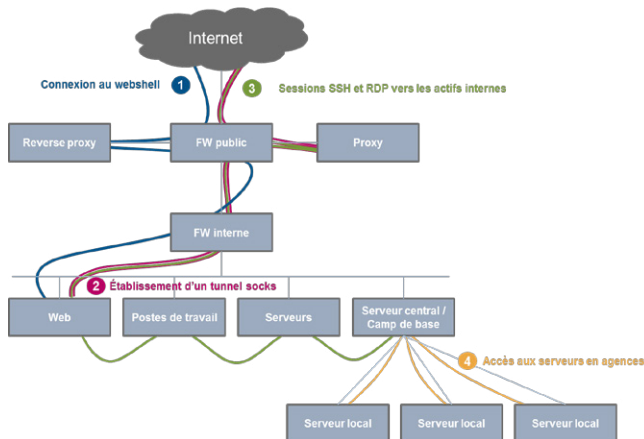 Internet
Connexion au webshell
1
3
Sessions SSH et RDP vers les actifs internes
Reverse proxy
FW public
Proxy
FW interne
2
Établissement d'un tunnel socks
Web
Postes de travail
Serveurs
Serveur central /
Camp de base
4
Accès aux serveurs en agences
Serveur local
Serveur local
Serveur local